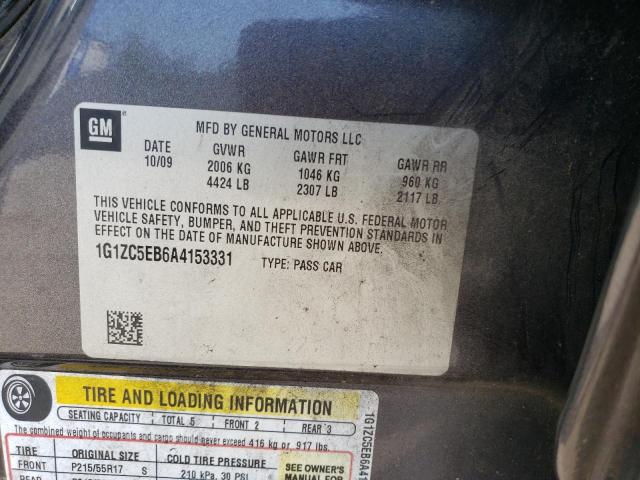 GM
MFD BY GENERAL MOTORS LLC
DATE GVWR GAWR FRT GAWR RR
10/09 2006 KG 1046 KG 960 KG
4424 LB 2307 LB 2117 LB
THIS VEHICLE CONFORMS TO ALL APPLICABLE U.S. FEDERAL MOTOR
VEHICLE SAFETY, BUMPER, AND THEFT PREVENTION STANDARDS IN
EFFECT ON THE DATE OF MANUFACTURE SHOWN ABOVE.
1G1ZC5EB6A4153331 TYPE: PASS CAR
TIRE AND LOADING INFORMATION
SEATING CAPACITY TOTAL 5 FRONT 2 REAR 3
The combined weight of occupants and cargo should never exceed 416 kg or 917 lbs.
TIRE ORIGINAL SIZE COLD TIRE PRESSURE
FRONT P215/55R17 S 210 kPa, 30 PSI
REAR
SEE OWNER'S
MANUAL FOR
1G1ZC5EB6A41